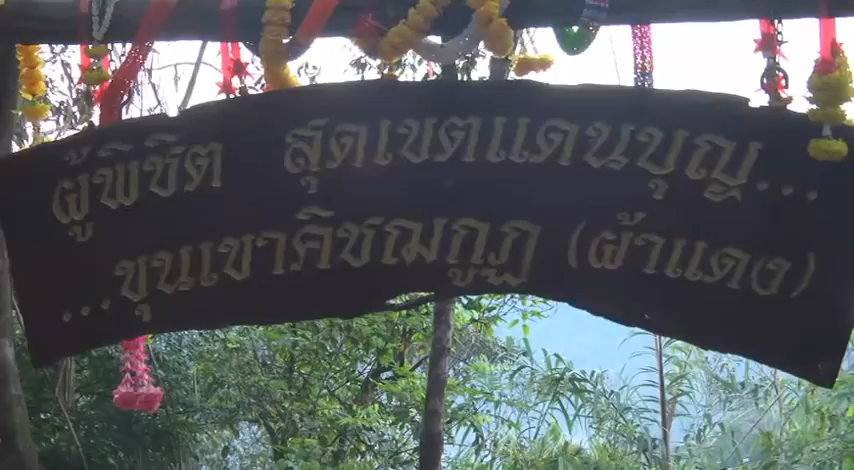 ผู้พิชิต สุดเขตแดนบุญ...
...ขุนเขาคิชฌกูฏ (ผ้าแดง)